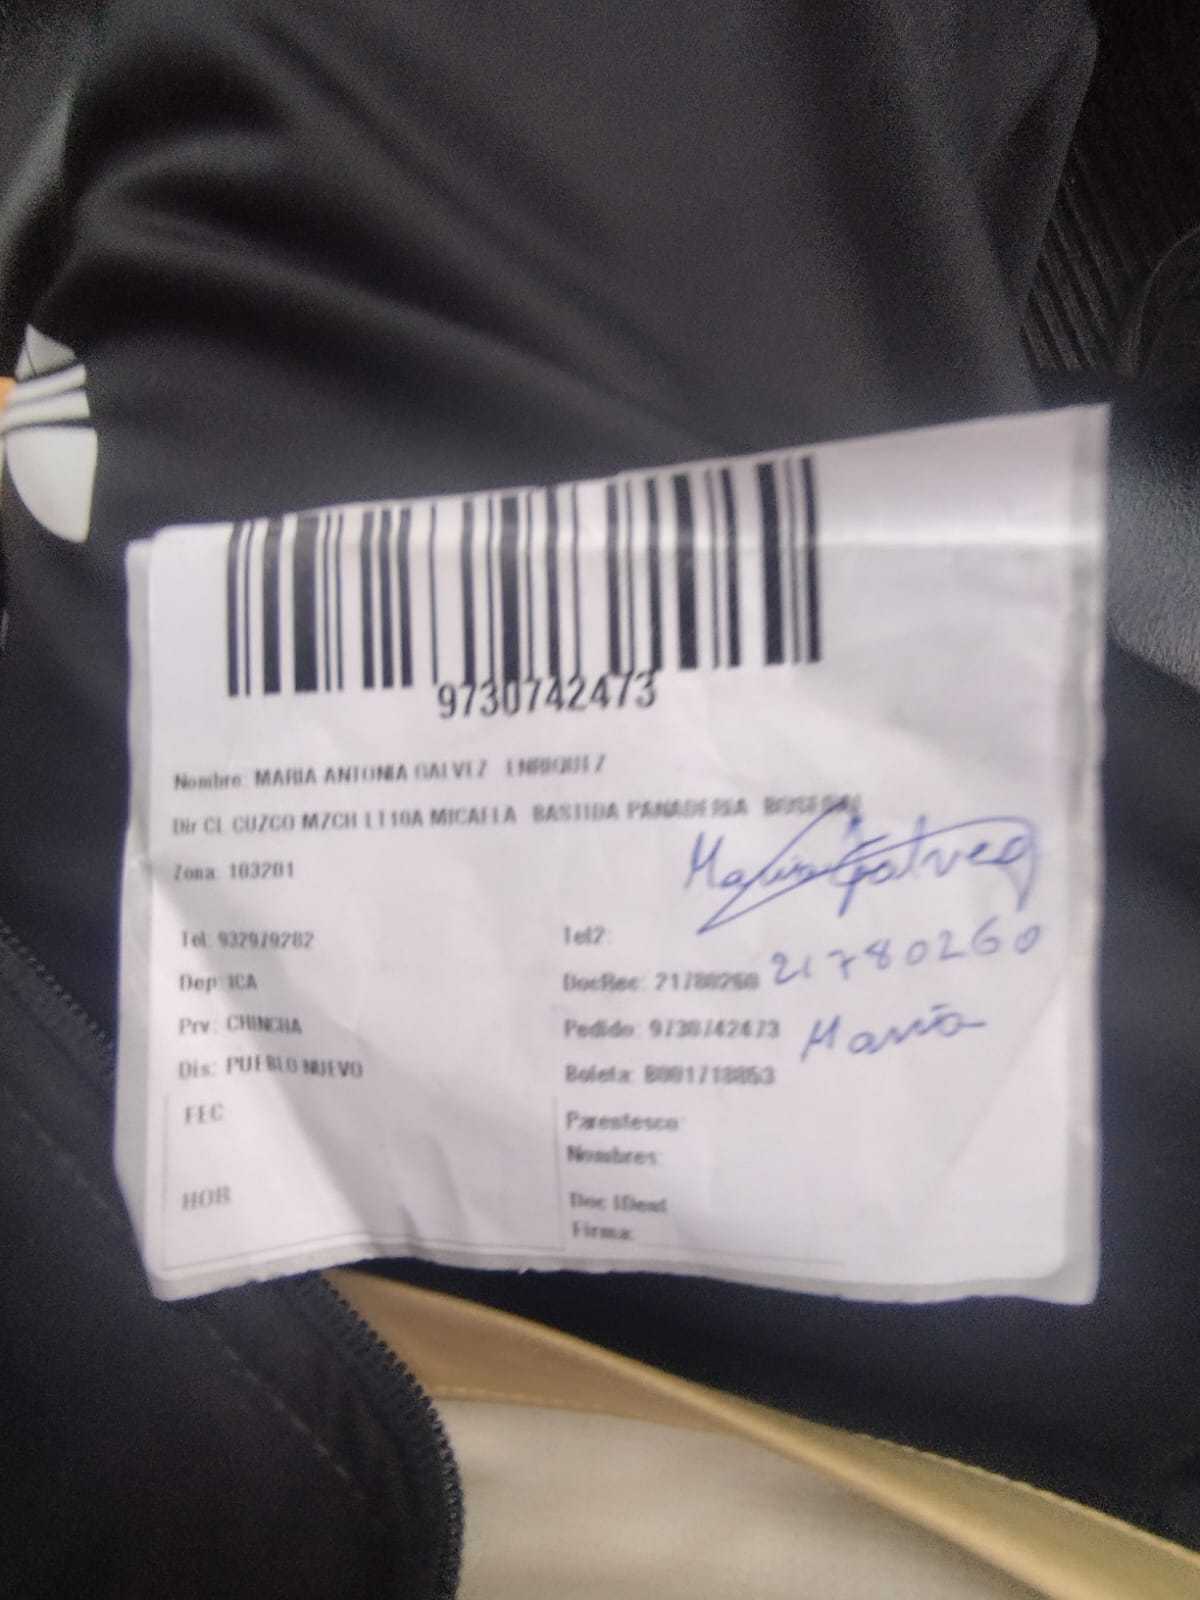 9730742473
Nombre: MARIA ANTONIA GALVEZ ENRIQUEZ
Dir CL CUZCO MZCH LT10A MICAELA BASTIDA PANADERIA
Maria Galvez
Zona: 103201
Tel: 932979282
Tel2:
21780260
Dep: ICA
DocRec: 21780260
Prv: CHINCHA
Pedido: 9730742473
Maria
Dis: PUEBLO NUEVO
Boleta: B001718853
FEC
Parentesco:
Nombres:
HOR
Doc IDent
Firma: